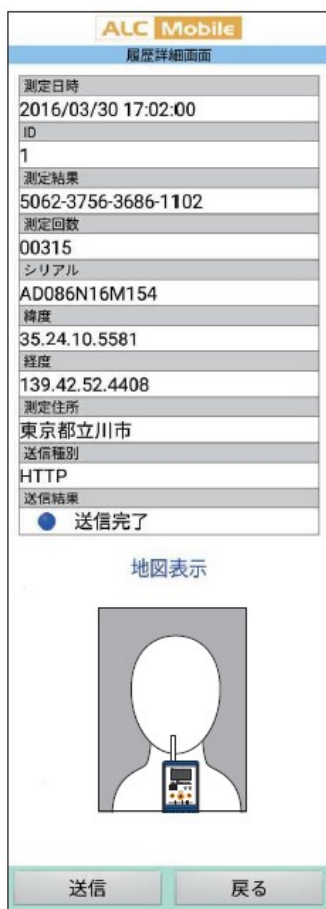 ALC Mobile
履歴詳細画面
測定日時
2016/03/30 17:02:00
ID
1
測定結果
5062-3756-3686-1102
測定回数
00315
シリアル
AD086N16M154
緯度
35.24.10.5581
経度
139.42.52.4408
測定住所
東京都立川市
送信種別
HTTP
送信結果
送信完了
地図表示
送信 戻る